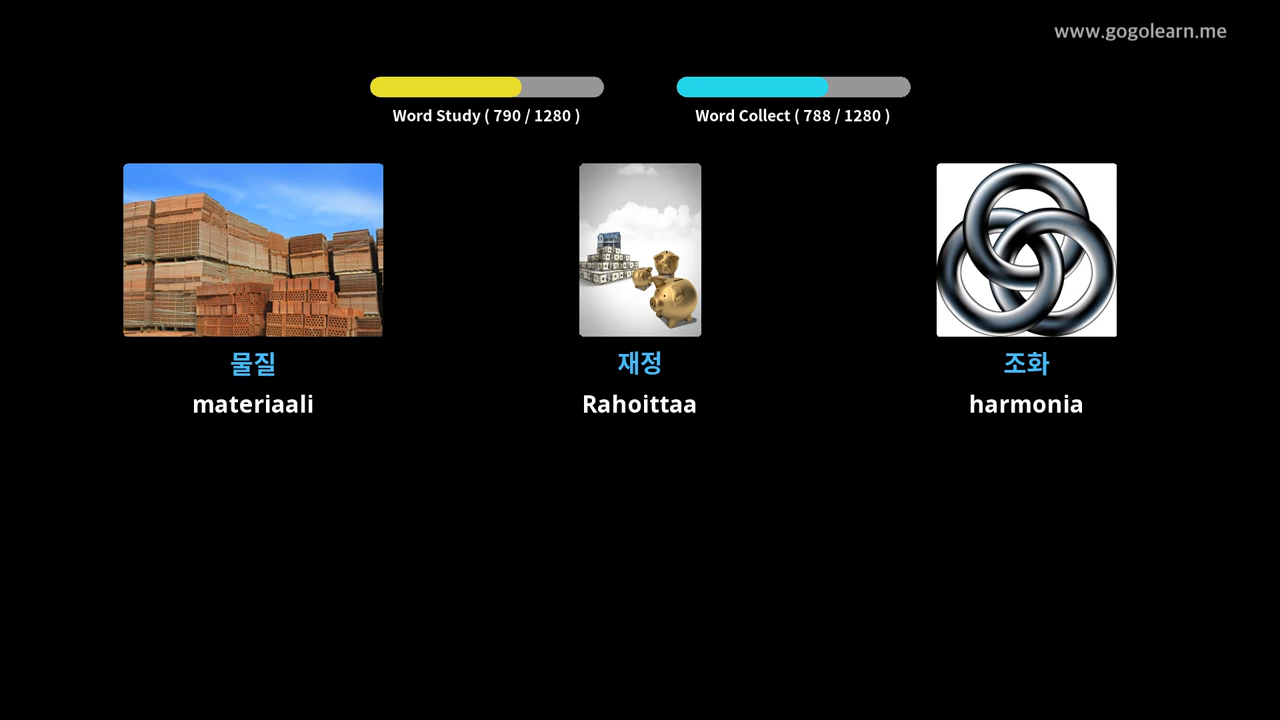 www.gogolearn.me
Word Study ( 790 / 1280 )
Word Collect ( 788 / 1280 )
물질
재정
조화
materiaali
Rahoittaa
harmonia